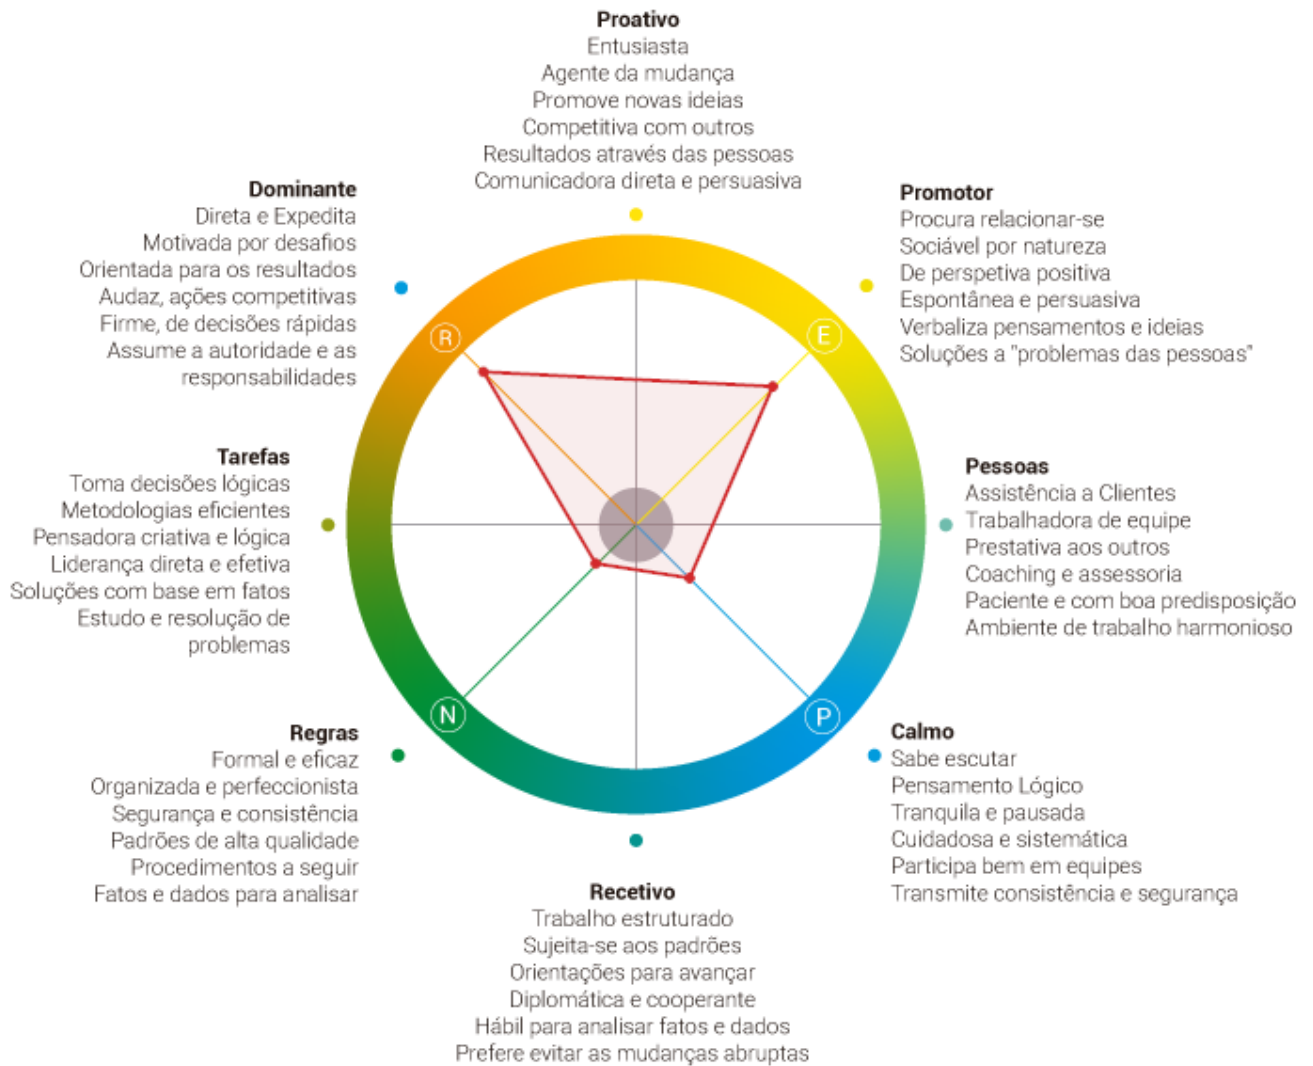 Proativo
Entusiasta
Agente da mudança
Promove novas ideias
Competitiva com outros
Resultados através das pessoas
Comunicadora direta e persuasiva
Dominante
Direta e Expedita
Motivada por desafios
Orientada para os resultados
Audaz, ações competitivas
Firme, de decisões rápidas
Assume a autoridade e as
responsabilidades
Promotor
Procura relacionar-se
Sociável por natureza
De perspetiva positiva
Espontânea e persuasiva
Verbaliza pensamentos e ideias
Soluções a "problemas das pessoas"
R
E
Tarefas
Toma decisões lógicas
Metodologias eficientes
Pensadora criativa e lógica
Liderança direta e efetiva
Soluções com base em fatos
Estudo e resolução de
problemas
Pessoas
Assistência a Clientes
Trabalhadora de equipe
Prestativa aos outros
Coaching e assessoria
Paciente e com boa predisposição
Ambiente de trabalho harmonioso
N
P
Regras
Formal e eficaz
Organizada e perfeccionista
Segurança e consistência
Padrões de alta qualidade
Procedimentos a seguir
Fatos e dados para analisar
Calmo
Sabe escutar
Pensamento Lógico
Tranquila e pausada
Cuidadosa e sistemática
Participa bem em equipes
Transmite consistência e segurança
Recetivo
Trabalho estruturado
Sujeita-se aos padrões
Orientações para avançar
Diplomática e cooperante
Hábil para analisar fatos e dados
Prefere evitar as mudanças abruptas